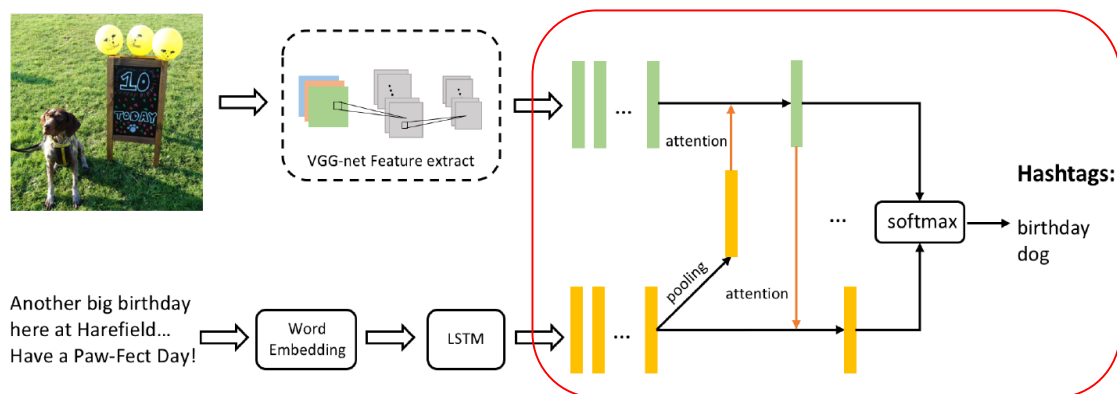 10
TODAY
VGG-net Feature extract
...
attention
Hashtags:
...
softmax
birthday
dog
pooling
attention
Another big birthday
here at Harefield...
Have a Paw-Fect Day!
Word
Embedding
LSTM
...